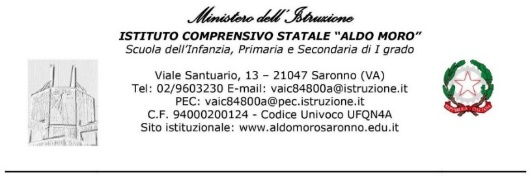 Ministero dell'Istruzione
ISTITUTO COMPRENSIVO STATALE "ALDO MORO"
Scuola dell'Infanzia, Primaria e Secondaria di I grado
Viale Santuario, 13 – 21047 Saronno (VA)
Tel: 02/9603230 E-mail: vaic84800a@istruzione.it
PEC: vaic84800a@pec.istruzione.it
C.F. 94000200124 - Codice Univoco UFQN4A
Sito istituzionale: www.aldomorosaronno.edu.it